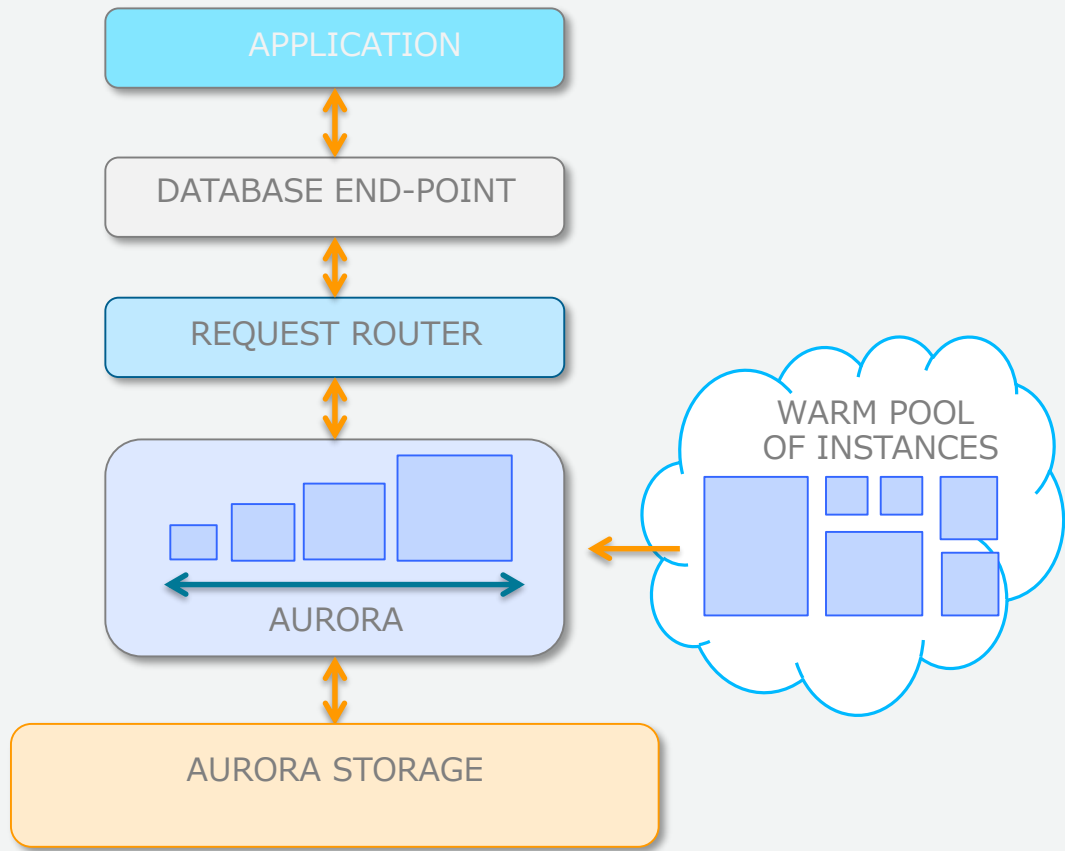 APPLICATION
DATABASE END-POINT
REQUEST ROUTER
WARM POOL
OF INSTANCES
AURORA
AURORA STORAGE